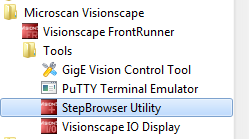 Microscan Visionscape
Visionscape FrontRunner
Tools
GigE Vision Control Tool
PuTTY Terminal Emulator
StepBrowser Utility
Visionscape IO Display